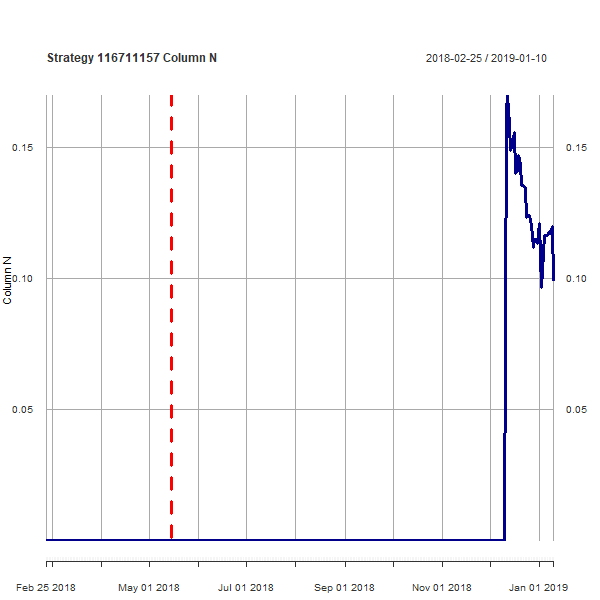 Strategy 116711157 Column N 2018-02-25 / 2019-01-10
0.15 0.15
0.10 0.10
Column N
0.05 0.05
Feb 25 2018 May 01 2018 Jul 01 2018 Sep 01 2018 Nov 01 2018 Jan 01 2019